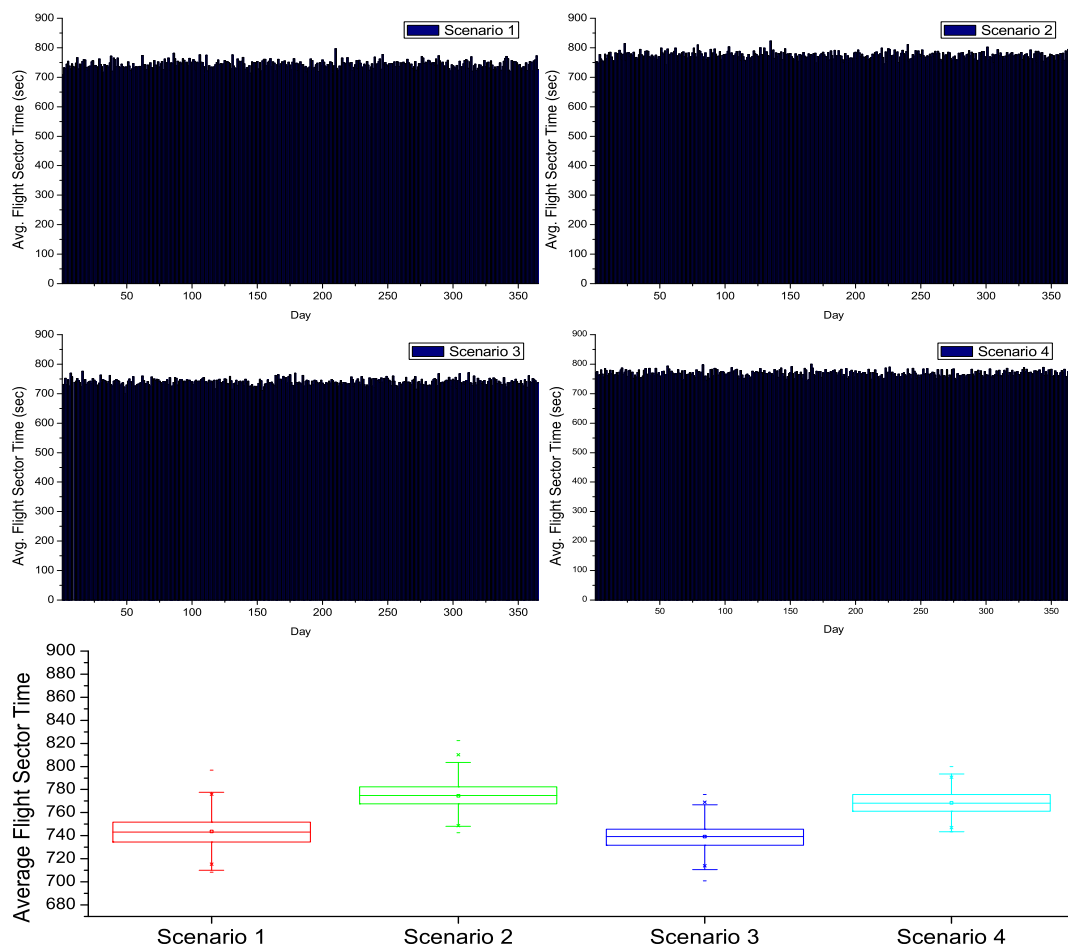 Scenario 1
Avg. Flight Sector Time (sec)
900
800
700
600
500
400
300
200
100
0
50 100 150 200 250 300 350
Day
Scenario 2
Avg. Flight Sector Time (sec)
900
800
700
600
500
400
300
200
100
0
50 100 150 200 250 300 350
Day
Scenario 3
Avg. Flight Sector Time (sec)
900
800
700
600
500
400
300
200
100
0
50 100 150 200 250 300 350
Day
Scenario 4
Avg. Flight Sector Time (sec)
900
800
700
600
500
400
300
200
100
0
50 100 150 200 250 300 350
Day
Average Flight Sector Time
900
880
860
840
820
800
780
760
740
720
700
680
Scenario 1 Scenario 2 Scenario 3 Scenario 4